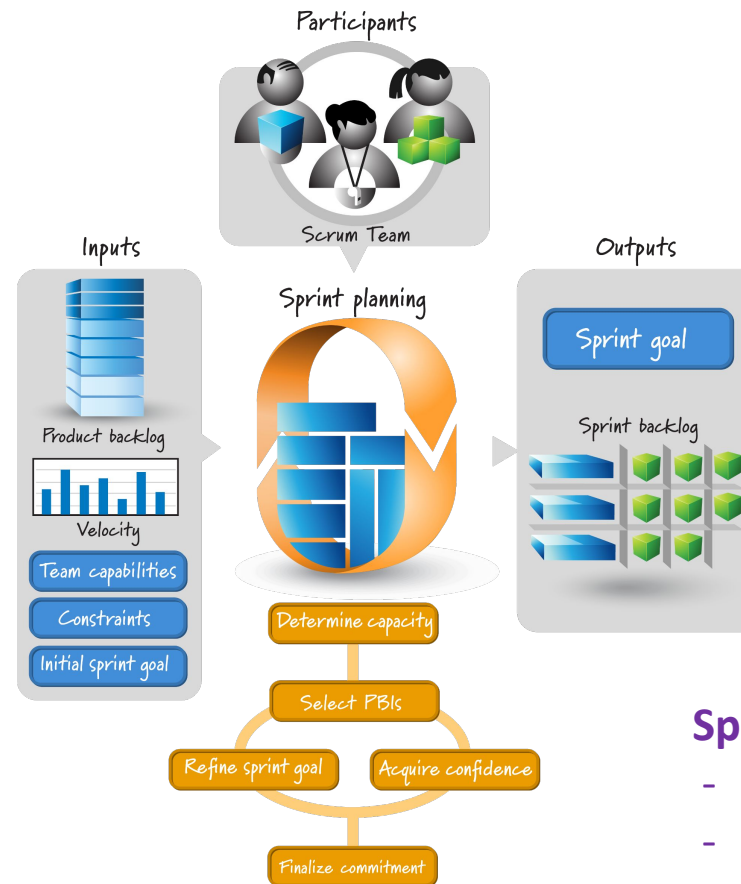 Participants
Scrum Team
Inputs
Product backlog
Velocity
Team capabilities
Constraints
Initial sprint goal
Sprint planning
Determine capacity
Select PBIs
Refine sprint goal
Acquire confidence
Finalize commitment
Outputs
Sprint goal
Sprint backlog
Sp
-
-